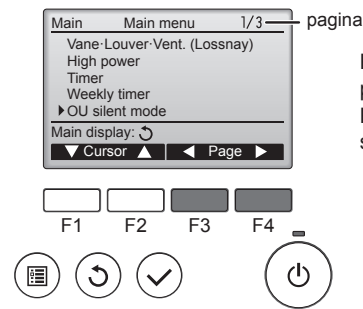 Main Main menu 1/3 pagina
Vane·Louver·Vent. (Lossnay)
High power
Timer
Weekly timer
OU silent mode
Main display:
Cursor Page
F1 F2 F3 F4